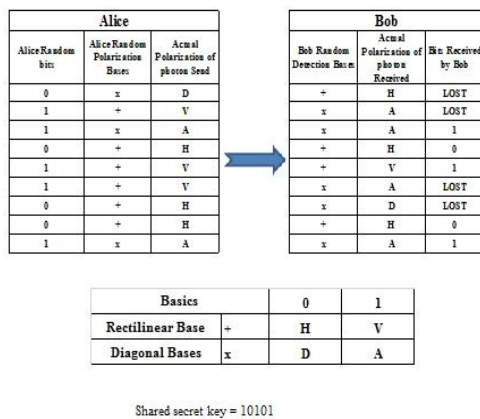 Alice
Alice Random bits Alice Random Polarization Bases Actual Polarization of photon Send
0 x D
1 + V
1 x A
0 + H
1 + V
1 + V
0 + H
0 + H
1 x A
Bob
Bob Random Detection Bases Actual Polarization of photon Received Bits Received by Bob
+ H LOST
x A LOST
x A 1
+ H 0
+ V 1
x A LOST
x D LOST
+ H 0
x A 1
Basics 0 1
Rectilinear Base + H V
Diagonal Bases x D A
Shared secret key = 10101